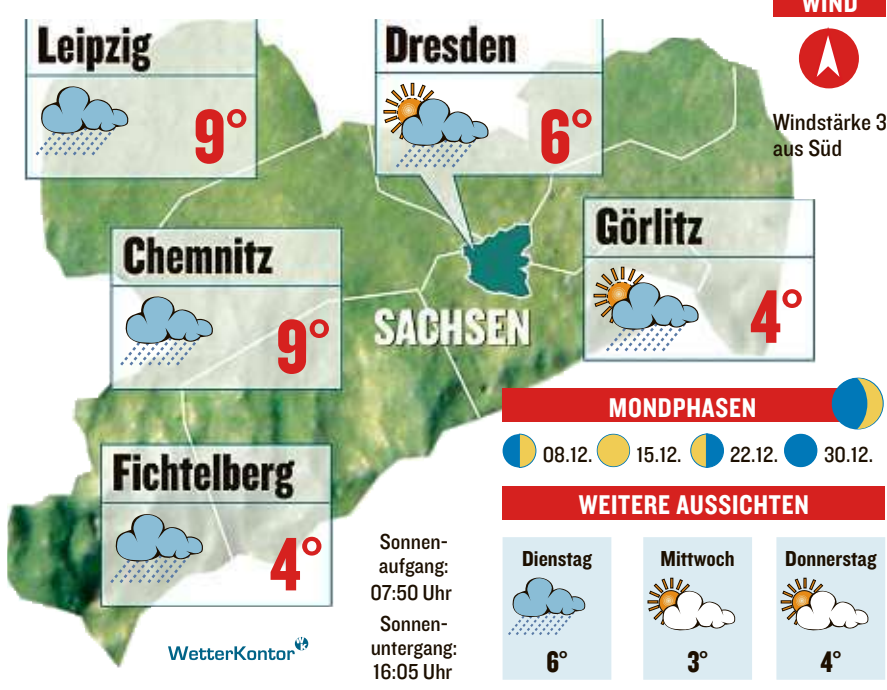 WIND
Leipzig
9°
Dresden
6°
Windstärke 3
aus Süd
Chemnitz
9°
Görlitz
4°
SACHSEN
Fichtelberg
4°
MONDPHASEN
08.12.
15.12.
22.12.
30.12.
WEITERE AUSSICHTEN
Sonnen-
aufgang:
07:50 Uhr
Sonnen-
untergang:
16:05 Uhr
Dienstag
6°
Mittwoch
3°
Donnerstag
4°
WetterKontor